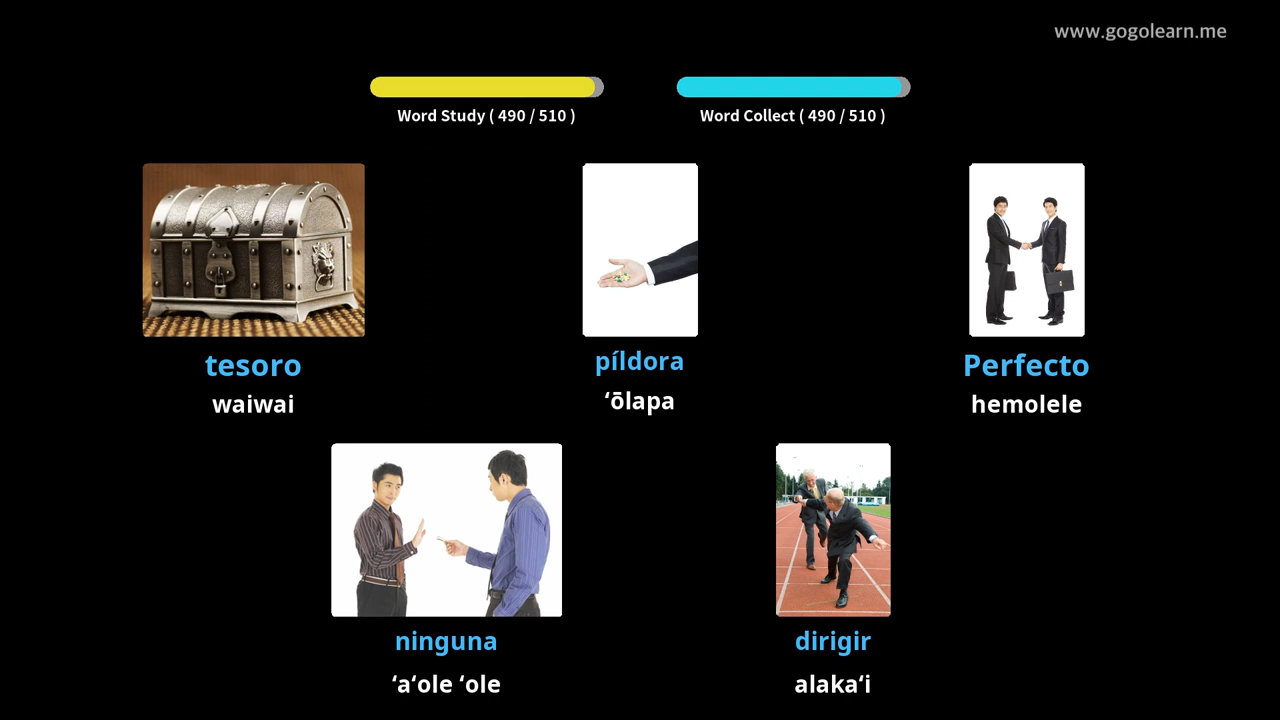 www.gogolearn.me
Word Study ( 490 / 510 )
Word Collect ( 490 / 510 )
tesoro
waiwai
píldora
ʻōlapa
Perfecto
hemolele
ninguna
ʻaʻole ʻole
dirigir
alakaʻi